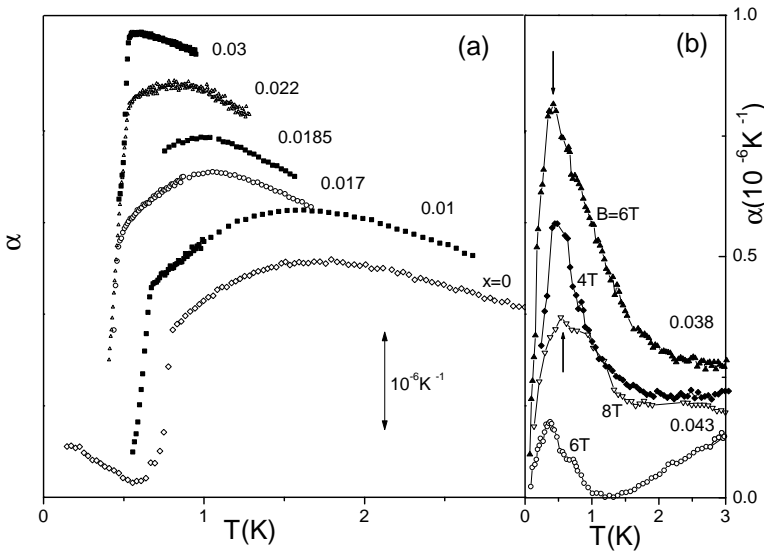 (a)
0.03
0.022
0.0185
0.017
0.01
x=0
10⁻⁶K⁻¹
α
0
1
2
T(K)
(b)
1.0
0.5
0.0
α(10⁻⁶K⁻¹)
B=6T
4T
0.038
8T
0.043
6T
0
1
2
3
T(K)